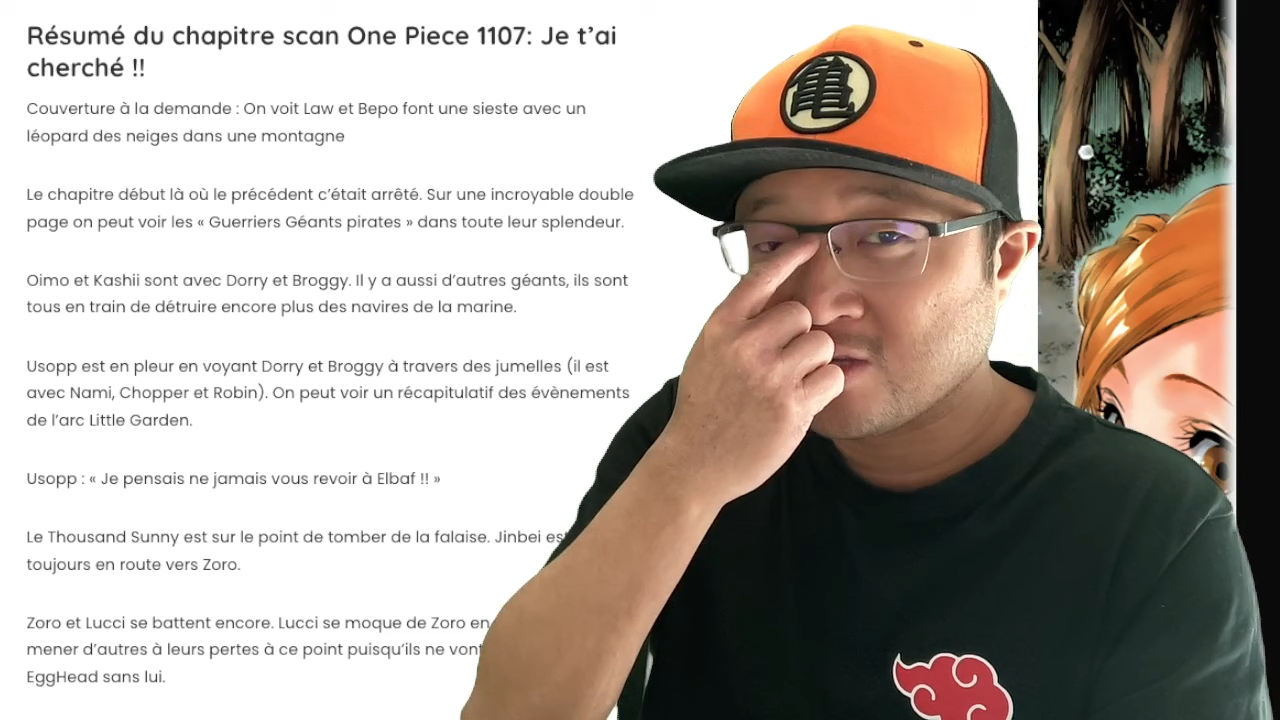 Résumé du chapitre scan One Piece 1107: Je t’ai
cherché !!
Couverture à la demande : On voit Law et Bepo font une sieste avec un
léopard des neiges dans une montagne
Le chapitre début là où le précédent c’était arrêté. Sur une incroyable double
page on peut voir les « Guerriers Géants pirates » dans toute leur splendeur.
Oimo et Kashii sont avec Dorry et Broggy. Il y a aussi d’autres géants, ils sont
tous en train de détruire encore plus des navires de la marine.
Usopp est en pleur en voyant Dorry et Broggy à travers des jumelles (il est
avec Nami, Chopper et Robin). On peut voir un récapitulatif des évènements
de l’arc Little Garden.
Usopp : « Je pensais ne jamais vous revoir à Elbaf !! »
Le Thousand Sunny est sur le point de tomber de la falaise. Jinbei est
toujours en route vers Zoro.
Zoro et Lucci se battent encore. Lucci se moque de Zoro en
mener d’autres à leurs pertes à ce point puisqu’ils ne vont
EggHead sans lui.
亀